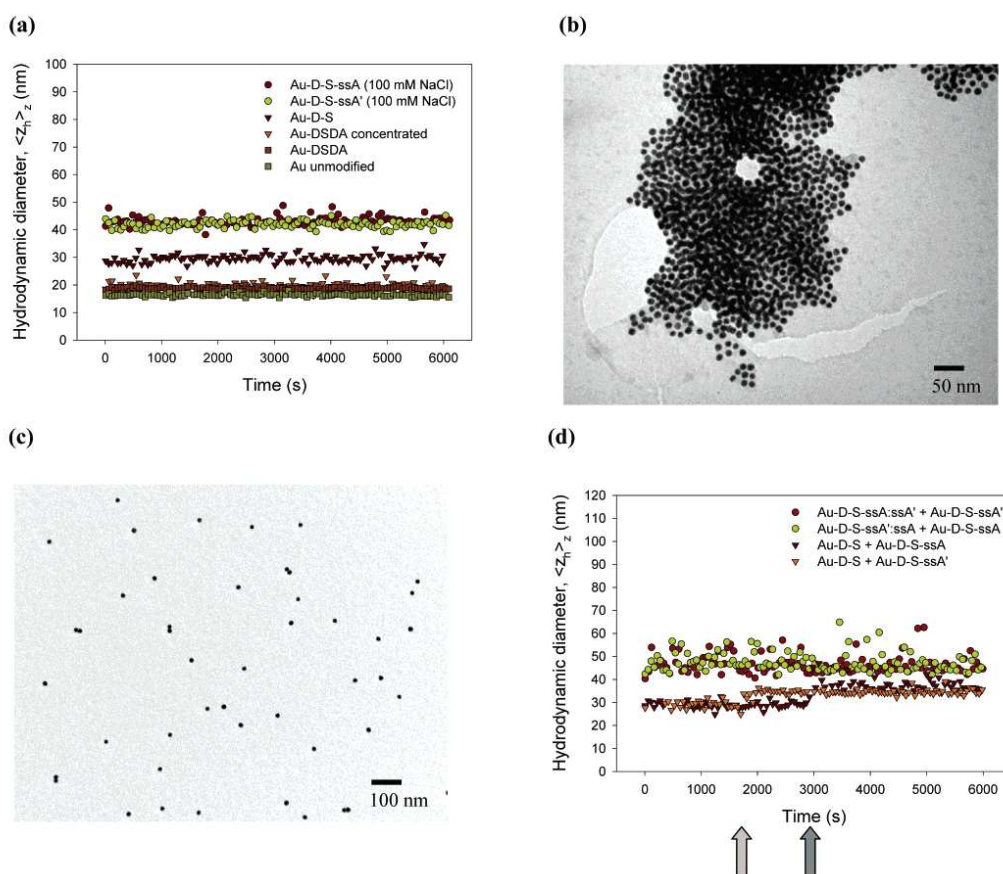 (a)
100
90
80
70
60
50
40
30
20
10
0
Hydrodynamic diameter, <z_h>_z (nm)
Au-D-S-ssA (100 mM NaCl)
Au-D-S-ssA' (100 mM NaCl)
Au-D-S
Au-DSDA concentrated
Au-DSDA
Au unmodified
0 1000 2000 3000 4000 5000 6000
Time (s)
(b)
50 nm
(c)
100 nm
(d)
120
110
100
90
80
70
60
50
40
30
20
10
0
Hydrodynamic diameter, <z_h>_z (nm)
Au-D-S-ssA:ssA' + Au-D-S-ssA'
Au-D-S-ssA':ssA + Au-D-S-ssA
Au-D-S + Au-D-S-ssA
Au-D-S + Au-D-S-ssA'
0 1000 2000 3000 4000 5000 6000
Time (s)